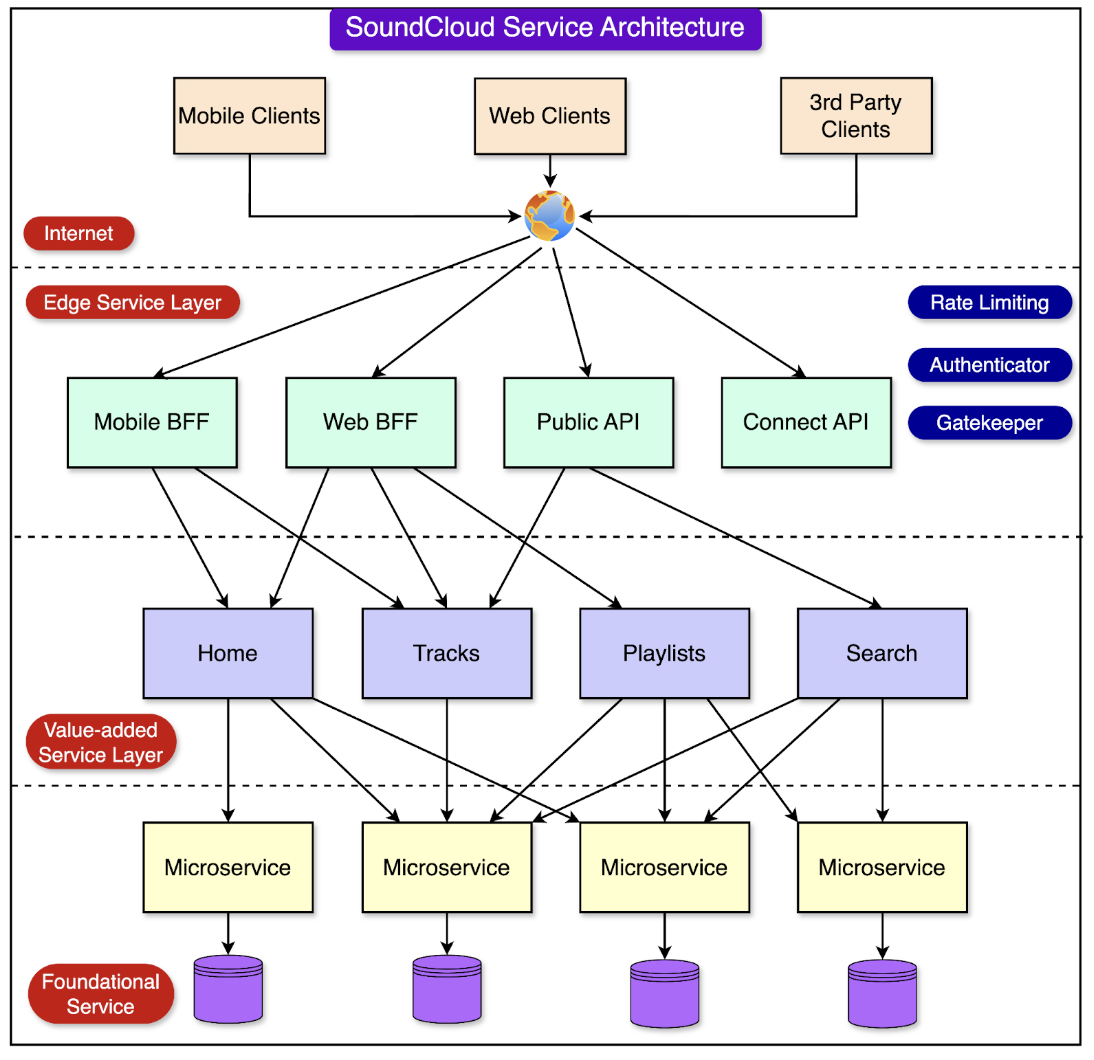 SoundCloud Service Architecture
Mobile Clients
Web Clients
3rd Party
Clients
Internet
Edge Service Layer
Rate Limiting
Authenticator
Gatekeeper
Mobile BFF
Web BFF
Public API
Connect API
Home
Tracks
Playlists
Search
Value-added
Service Layer
Microservice
Microservice
Microservice
Microservice
Foundational
Service